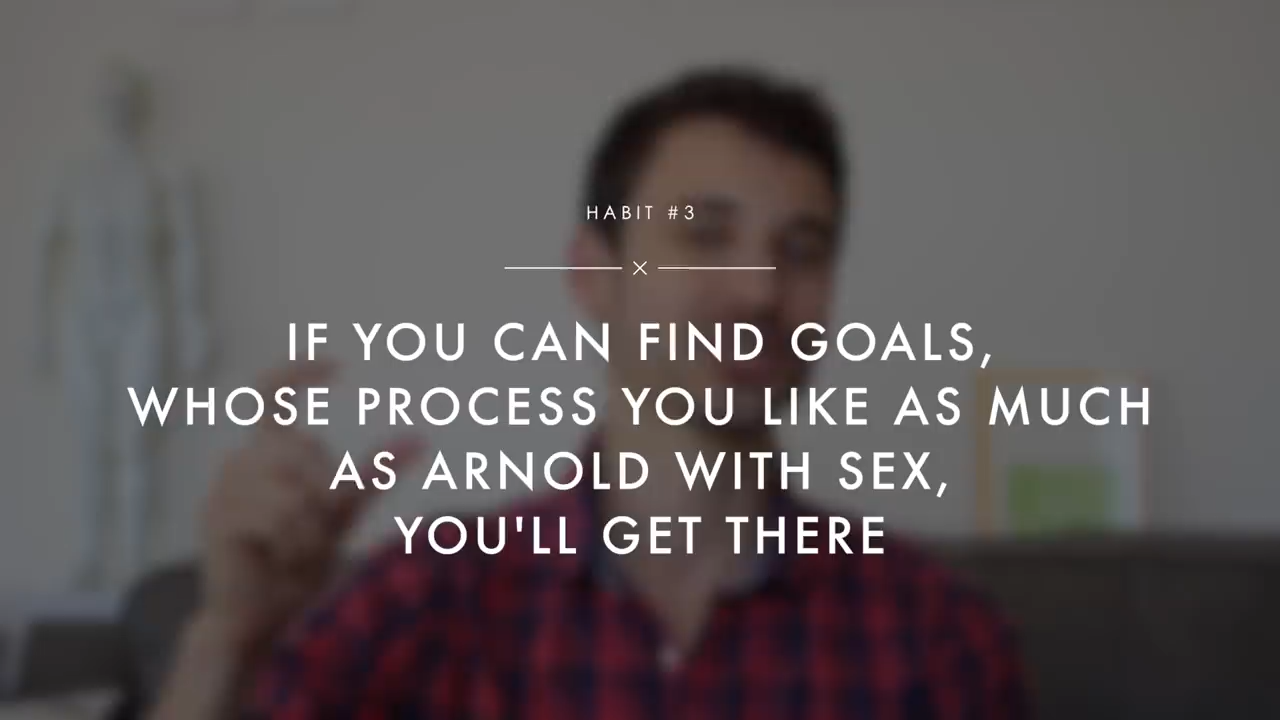 HABIT #3
IF YOU CAN FIND GOALS,
WHOSE PROCESS YOU LIKE AS MUCH
AS ARNOLD WITH SEX,
YOU'LL GET THERE